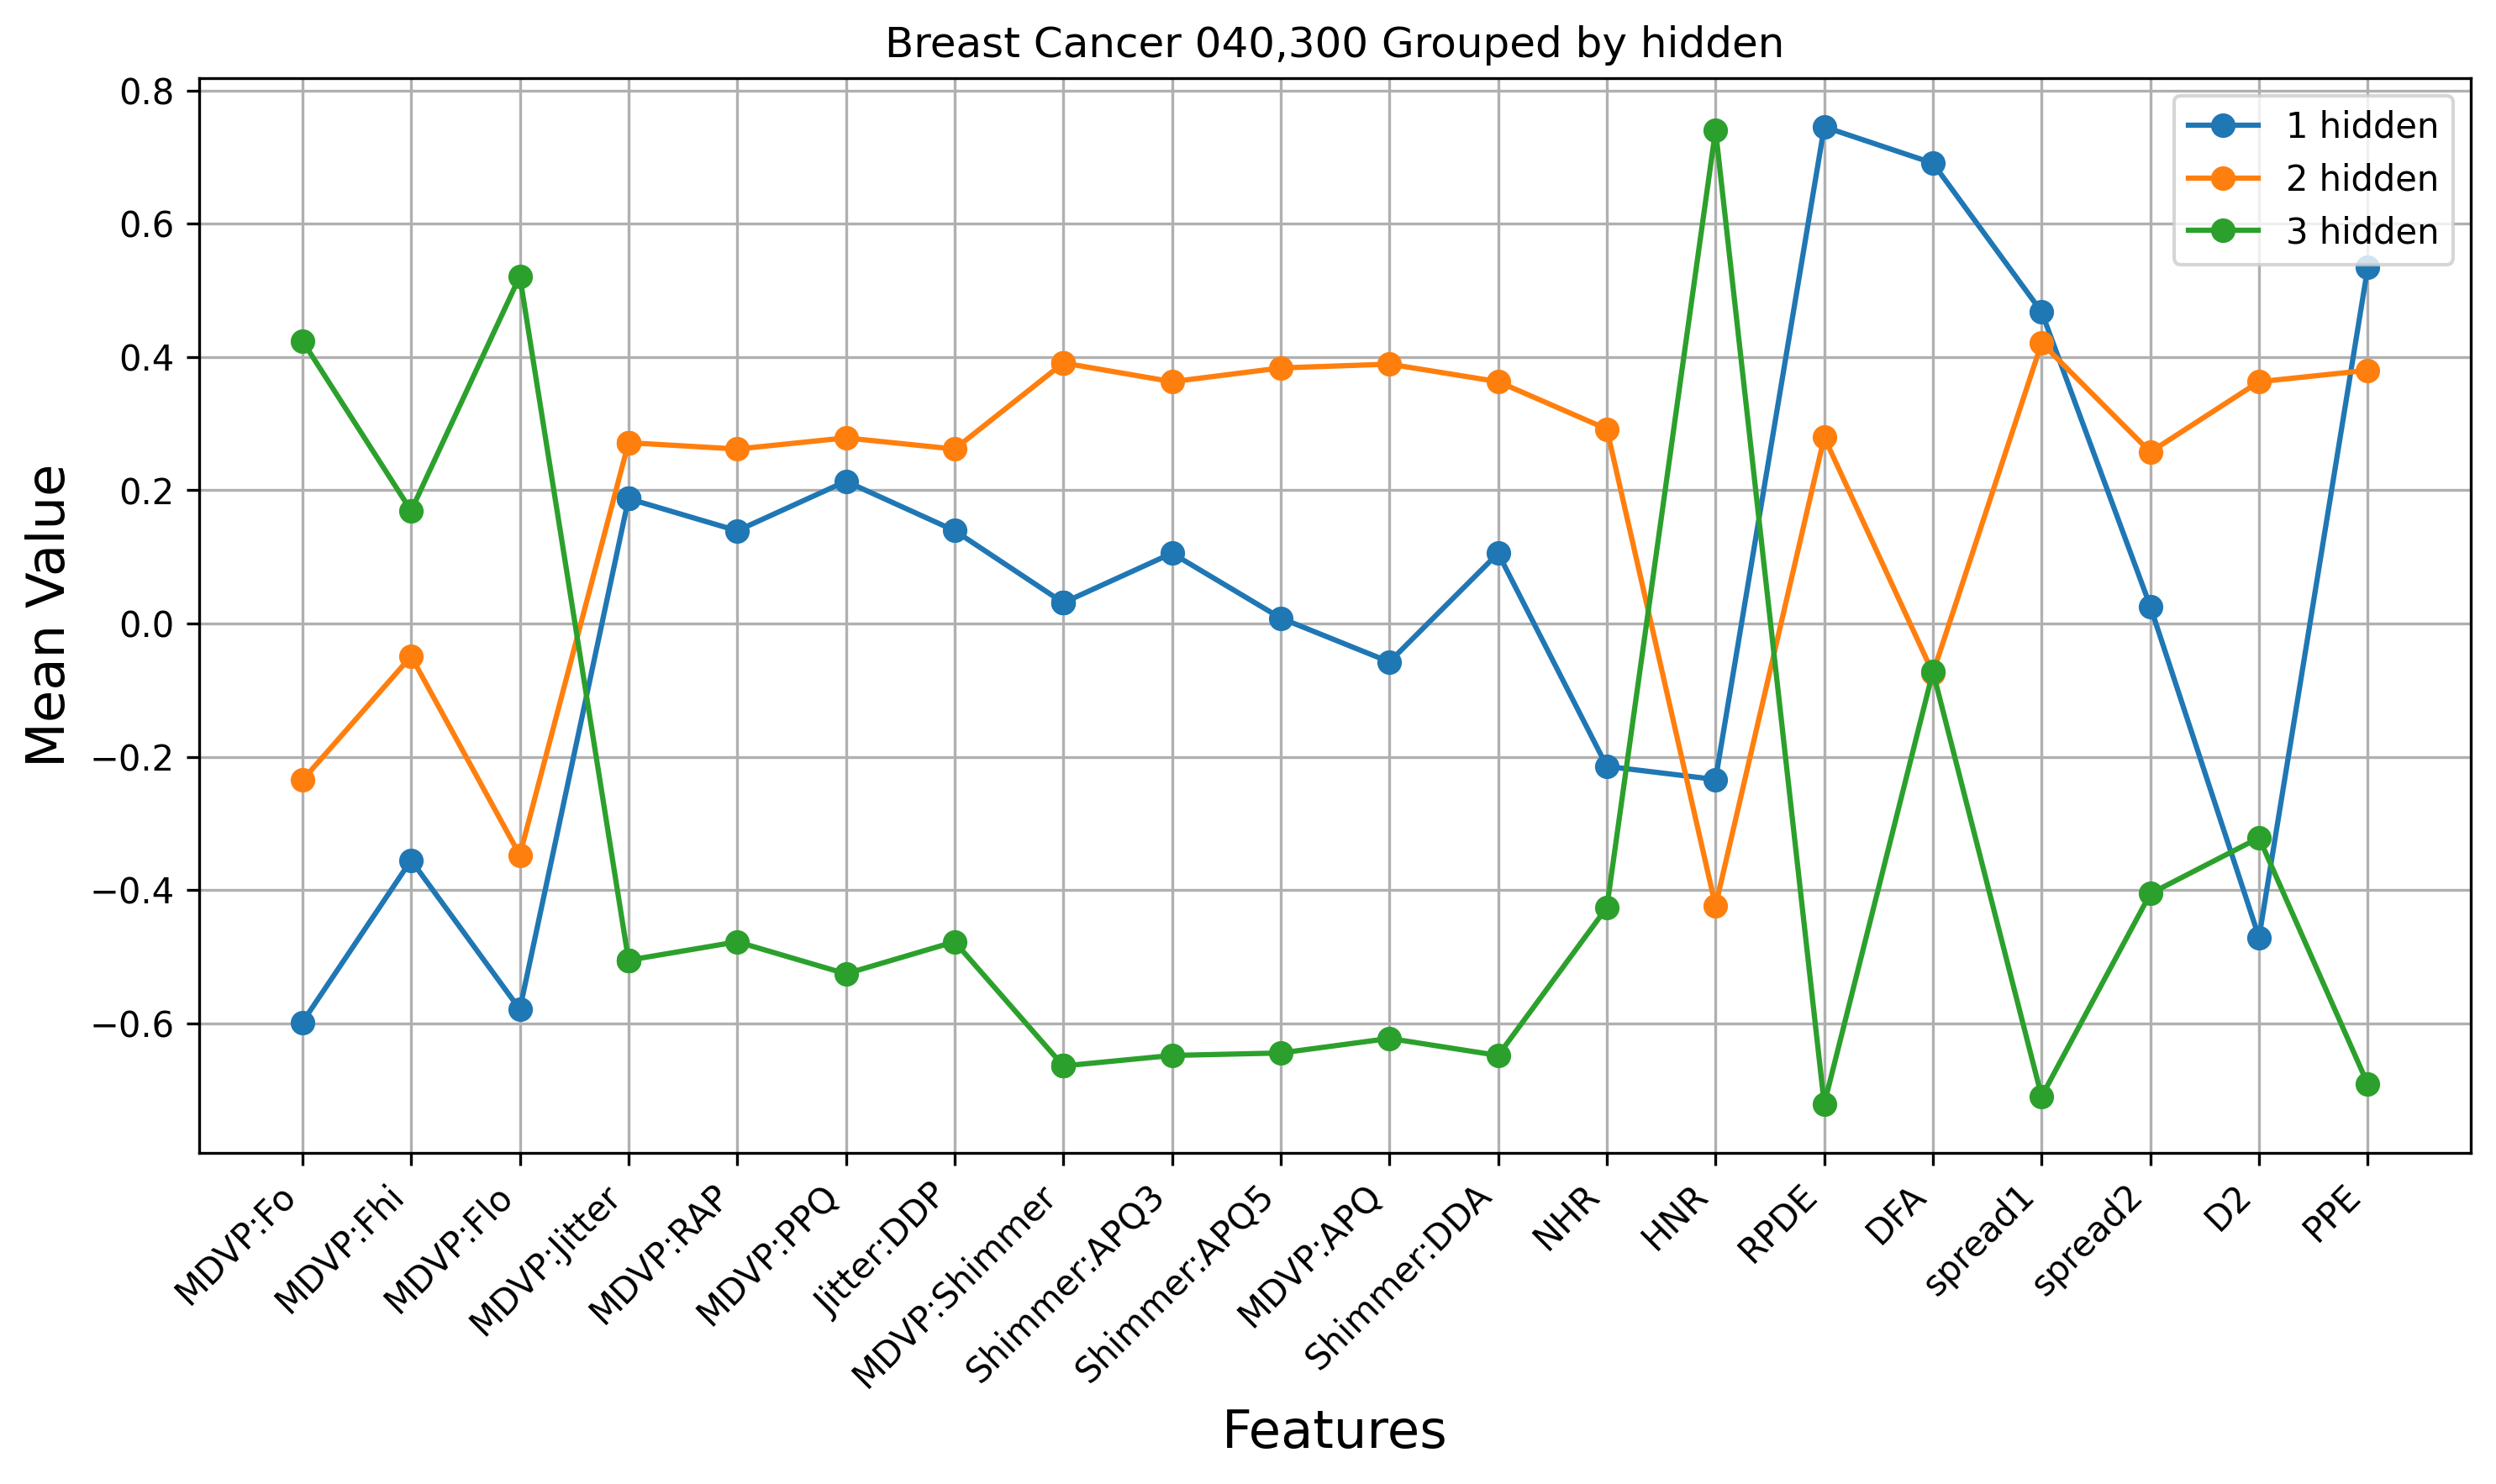 Breast Cancer 040,300 Grouped by hidden
0.8
0.6
0.4
0.2
0.0
−0.2
−0.4
−0.6
Mean Value
1 hidden
2 hidden
3 hidden
MDVP:Fo
MDVP:Fhi
MDVP:Flo
MDVP:Jitter
MDVP:RAP
MDVP:PPQ
Jitter:DDP
MDVP:Shimmer
Shimmer:APQ3
Shimmer:APQ5
MDVP:APQ
Shimmer:DDA
NHR
HNR
RPDE
DFA
spread1
spread2
D2
PPE
Features